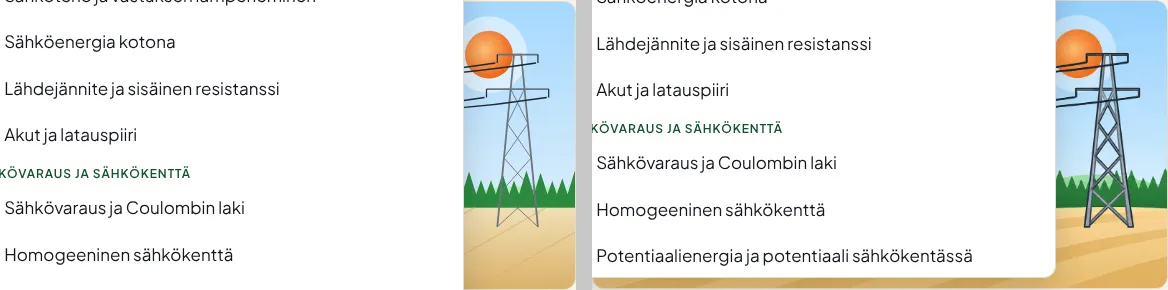 Sähköenergia kotona
Lähdejännite ja sisäinen resistanssi
Akut ja latauspiiri
KÖVARAUS JA SÄHKÖKENTTÄ
Sähkövaraus ja Coulombin laki
Homogeeninen sähkökenttä
Sähköenergia kotona
Lähdejännite ja sisäinen resistanssi
Akut ja latauspiiri
KÖVARAUS JA SÄHKÖKENTTÄ
Sähkövaraus ja Coulombin laki
Homogeeninen sähkökenttä
Potentiaalienergia ja potentiaali sähkökentässä